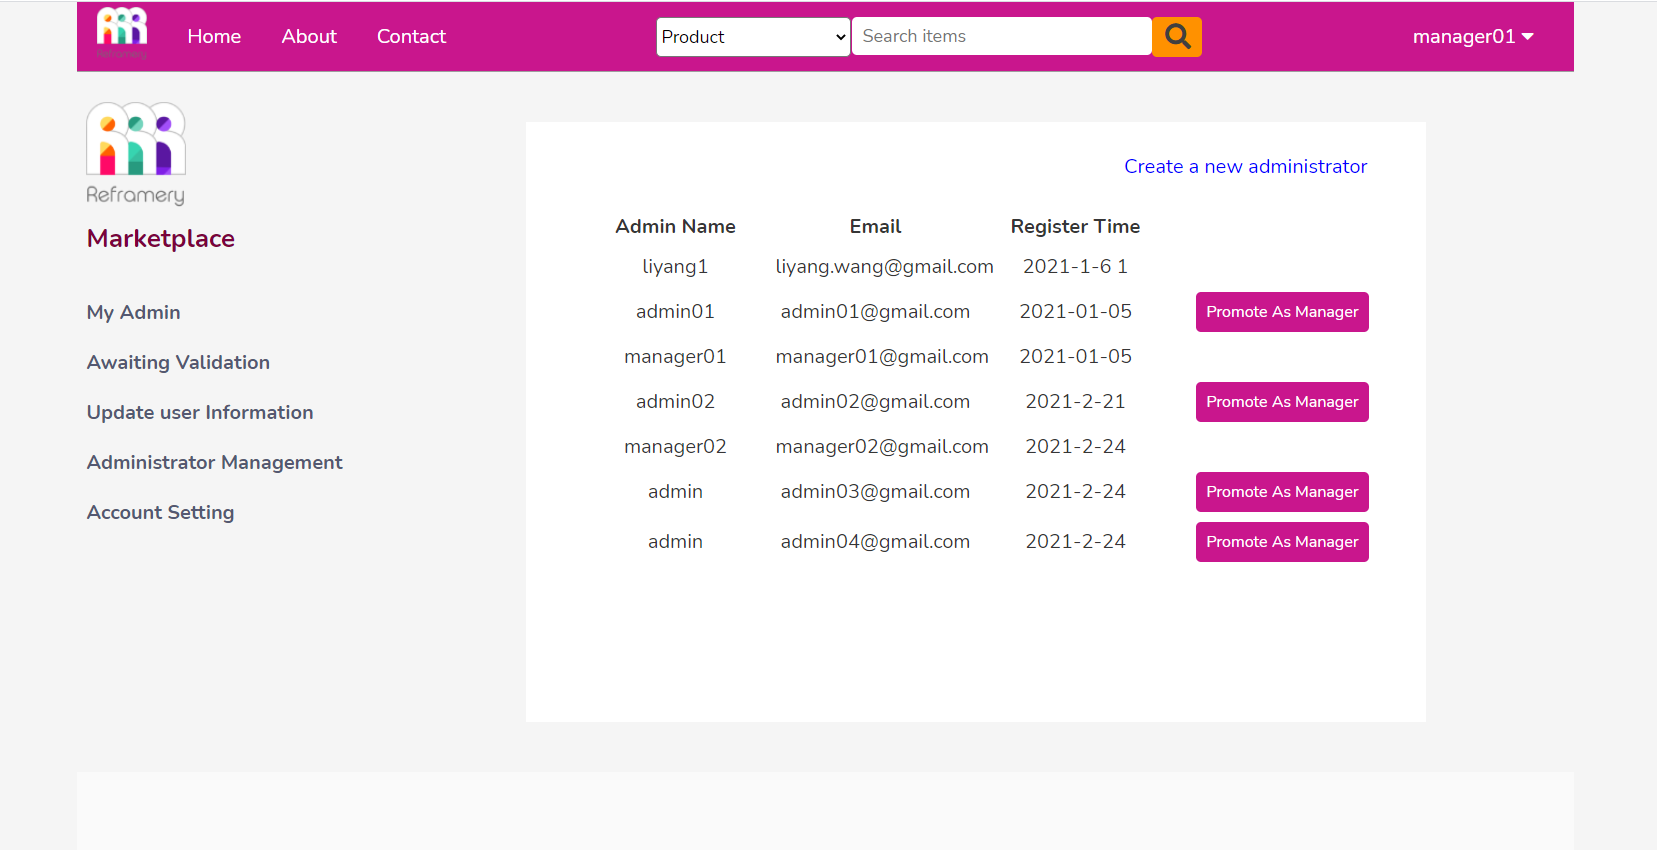 Reframery
Home About Contact Product Search items manager01
Reframery
Marketplace
My Admin
Awaiting Validation
Update user Information
Administrator Management
Account Setting
Create a new administrator
Admin Name Email Register Time
liyang1 liyang.wang@gmail.com 2021-1-6 1
admin01 admin01@gmail.com 2021-01-05 Promote As Manager
manager01 manager01@gmail.com 2021-01-05
admin02 admin02@gmail.com 2021-2-21 Promote As Manager
manager02 manager02@gmail.com 2021-2-24
admin admin03@gmail.com 2021-2-24 Promote As Manager
admin admin04@gmail.com 2021-2-24 Promote As Manager